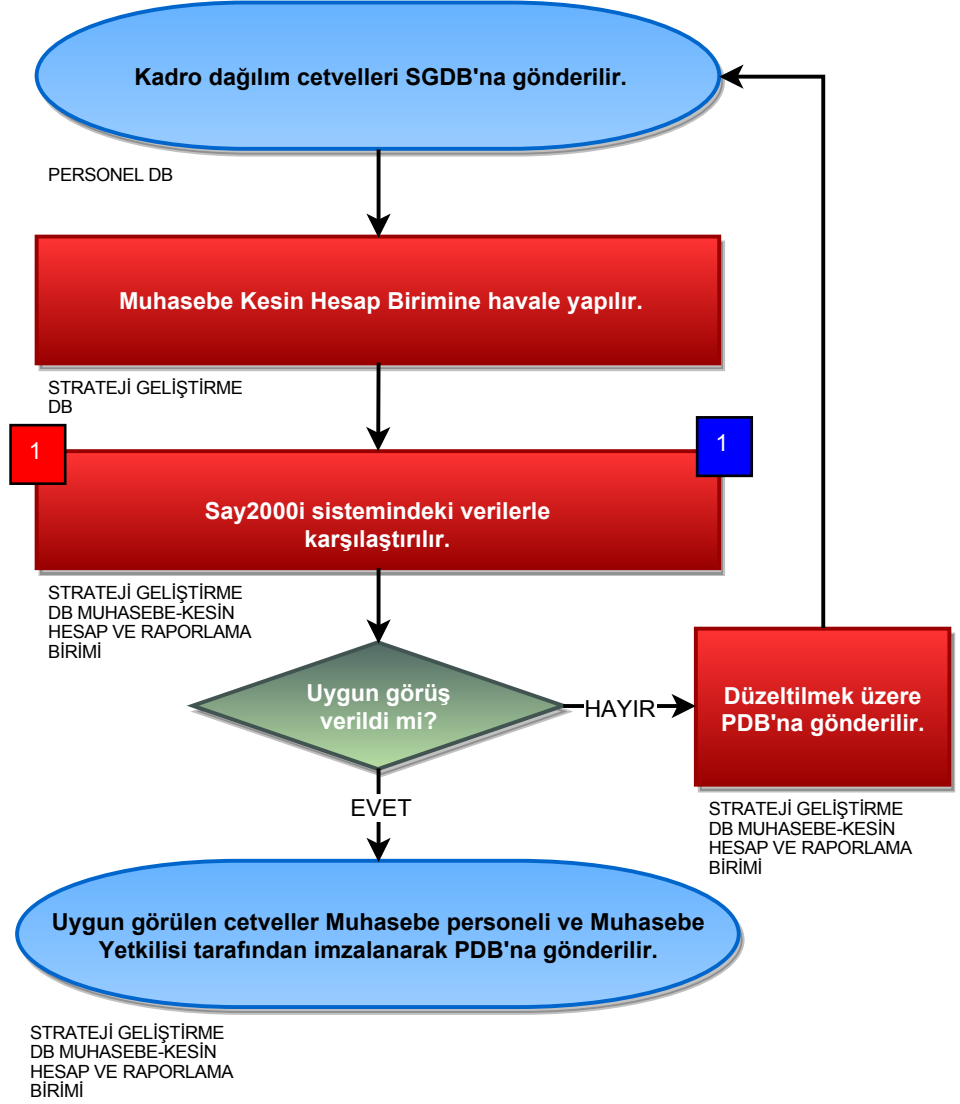 Kadro dağılım cetvelleri SGDB'na gönderilir.
PERSONEL DB
Muhasebe Kesin Hesap Birimine havale yapılır.
STRATEJİ GELİŞTİRME
DB
1
1
Say2000i sistemindeki verilerle
karşılaştırılır.
STRATEJİ GELİŞTİRME
DB MUHASEBE-KESİN
HESAP VE RAPORLAMA
BİRİMİ
Uygun görüş
verildi mi?
HAYIR
Düzeltilmek üzere
PDB'na gönderilir.
STRATEJİ GELİŞTİRME
DB MUHASEBE-KESİN
HESAP VE RAPORLAMA
BİRİMİ
EVET
Uygun görülen cetveller Muhasebe personeli ve Muhasebe
Yetkilisi tarafından imzalanarak PDB'na gönderilir.
STRATEJİ GELİŞTİRME
DB MUHASEBE-KESİN
HESAP VE RAPORLAMA
BİRİMİ